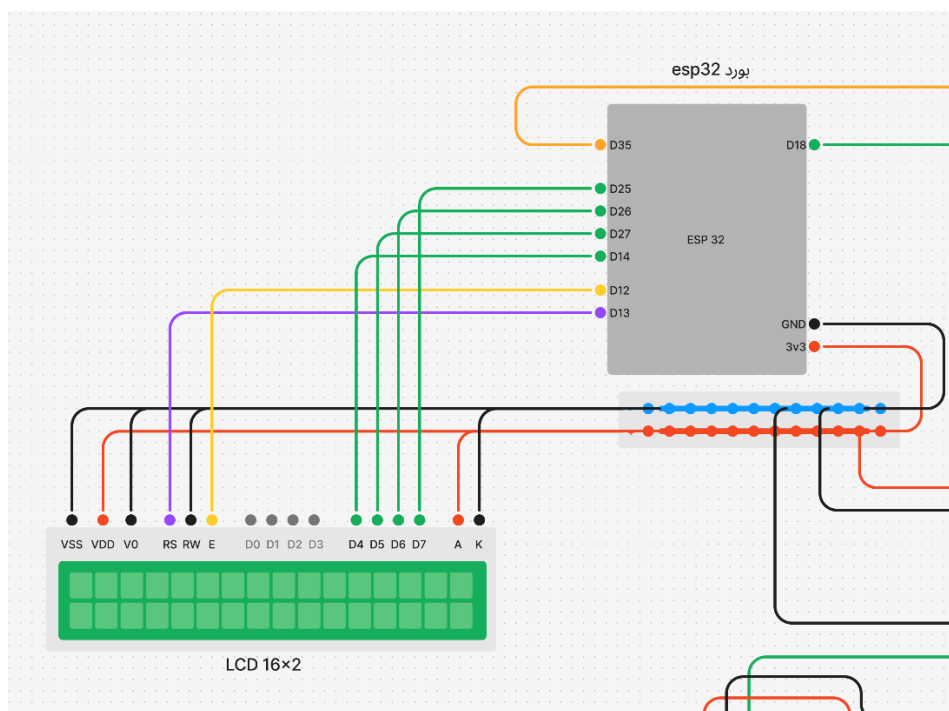 بورد esp32
D35
D18
D25
D26
ESP 32
D27
D14
D12
D13
GND
3v3
VSS VDD V0 RS RW E D0 D1 D2 D3 D4 D5 D6 D7 A K
LCD 16×2